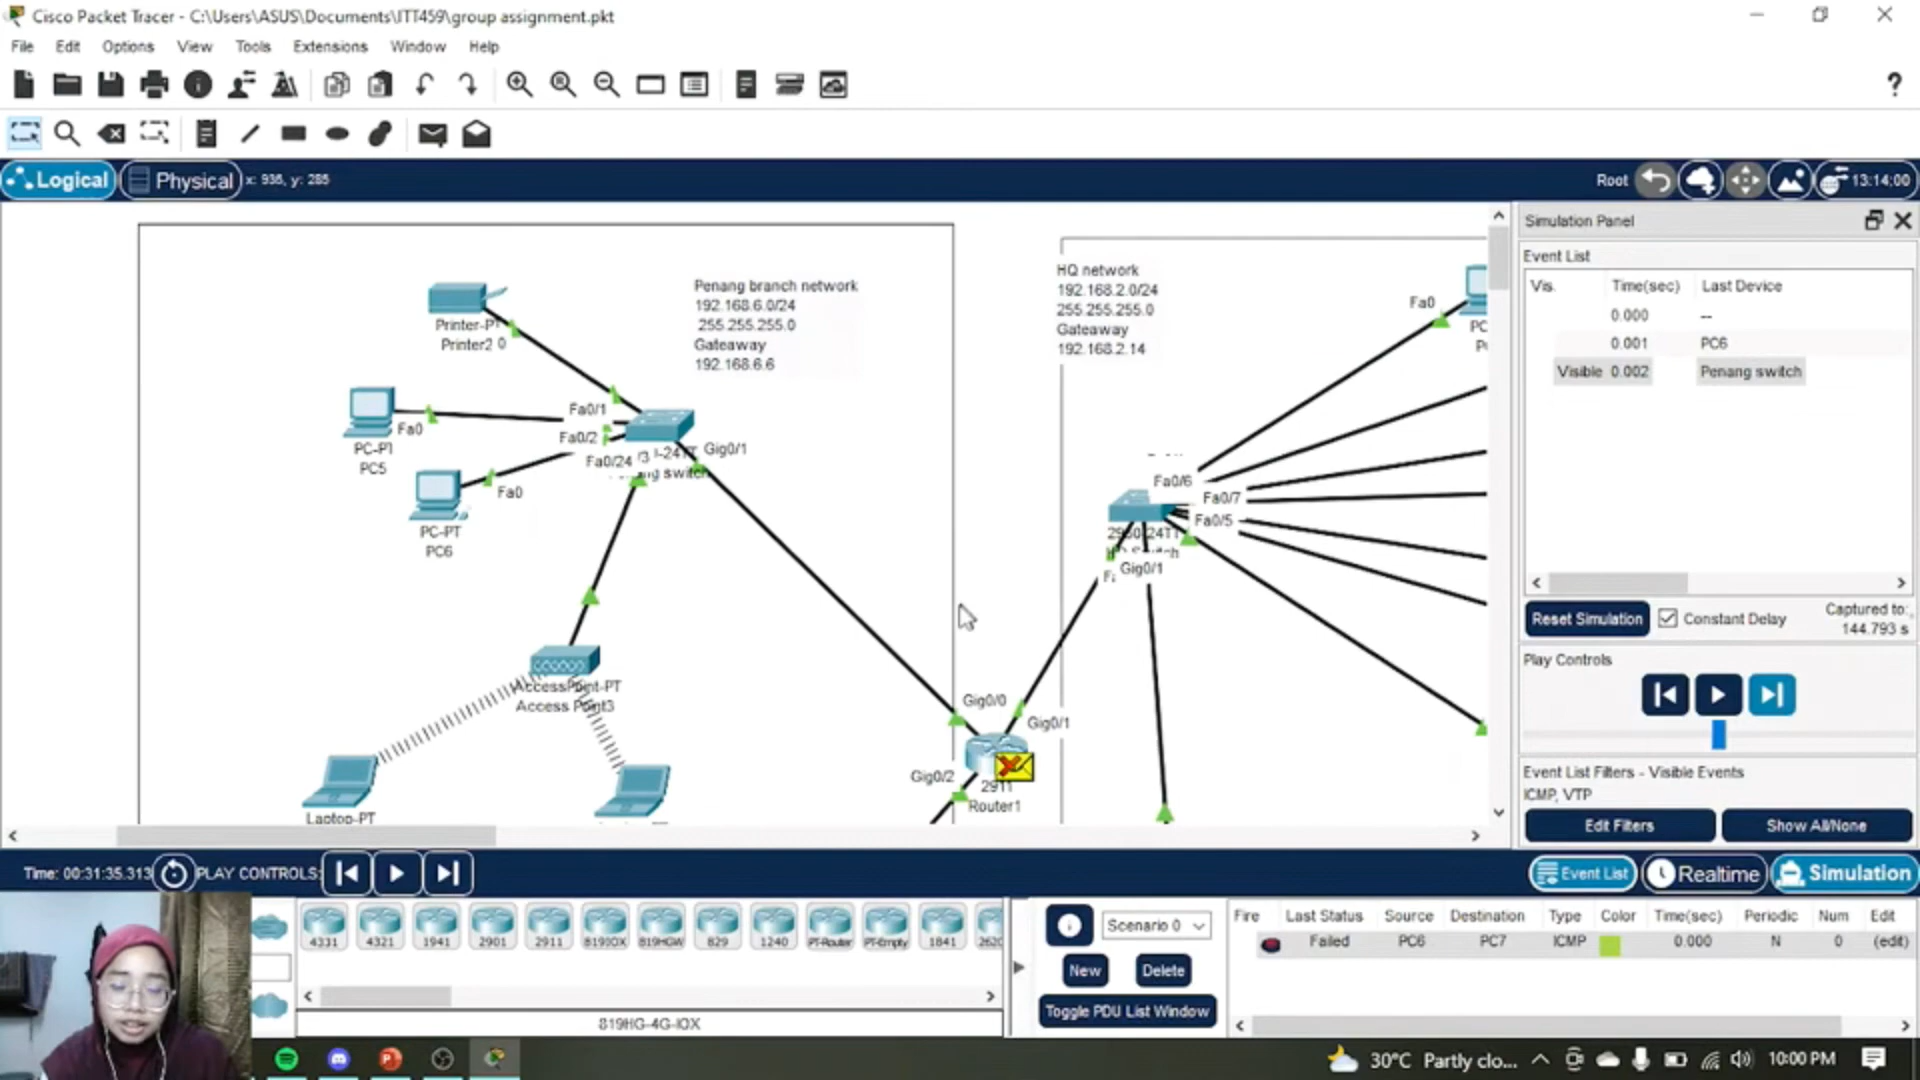 Cisco Packet Tracer - C:\Users\ASUS\Documents\ITT459\group assignment.pkt
File Edit Options View Tools Extensions Window Help
?
Logical Physical x: 936, y: 285 Root 13:14:00
Penang branch network
192.168.6.0/24
255.255.255.0
Gateaway
192.168.6.6
HQ network
192.168.2.0/24
255.255.255.0
Gateaway
192.168.2.14
Printer-PT
Printer2 0
Fa0
PC-PT
PC5
Fa0
PC-PT
PC6
Fa0/1
Fa0/2
Fa0/24
Gig0/1
switch
AccessPoint-PT
Access Point3
Laptop-PT
Gig0/0
Gig0/1
Gig0/2
2911
Router1
Fa0
Fa0/6
Fa0/7
Fa0/5
Gig0/1
Simulation Panel
Event List
Vis. Time(sec) Last Device
0.000 --
0.001 PC6
Visible 0.002 Penang switch
Reset Simulation Constant Delay Captured to:
144.793 s
Play Controls
Event List Filters - Visible Events
ICMP, VTP
Edit Filters Show All/None
Time: 00:31:35.313 PLAY CONTROLS: Event List Realtime Simulation
4331 4321 1941 2901 2911 819IOX 819HGW 829 1240 PT-Router PT-Empty 1841 2620
819HG-4G-IOX
Scenario 0
New Delete
Toggle PDU List Window
Fire Last Status Source Destination Type Color Time(sec) Periodic Num Edit
Failed PC6 PC7 ICMP 0.000 N 0 (edit)
30°C Partly clo... 10:00 PM